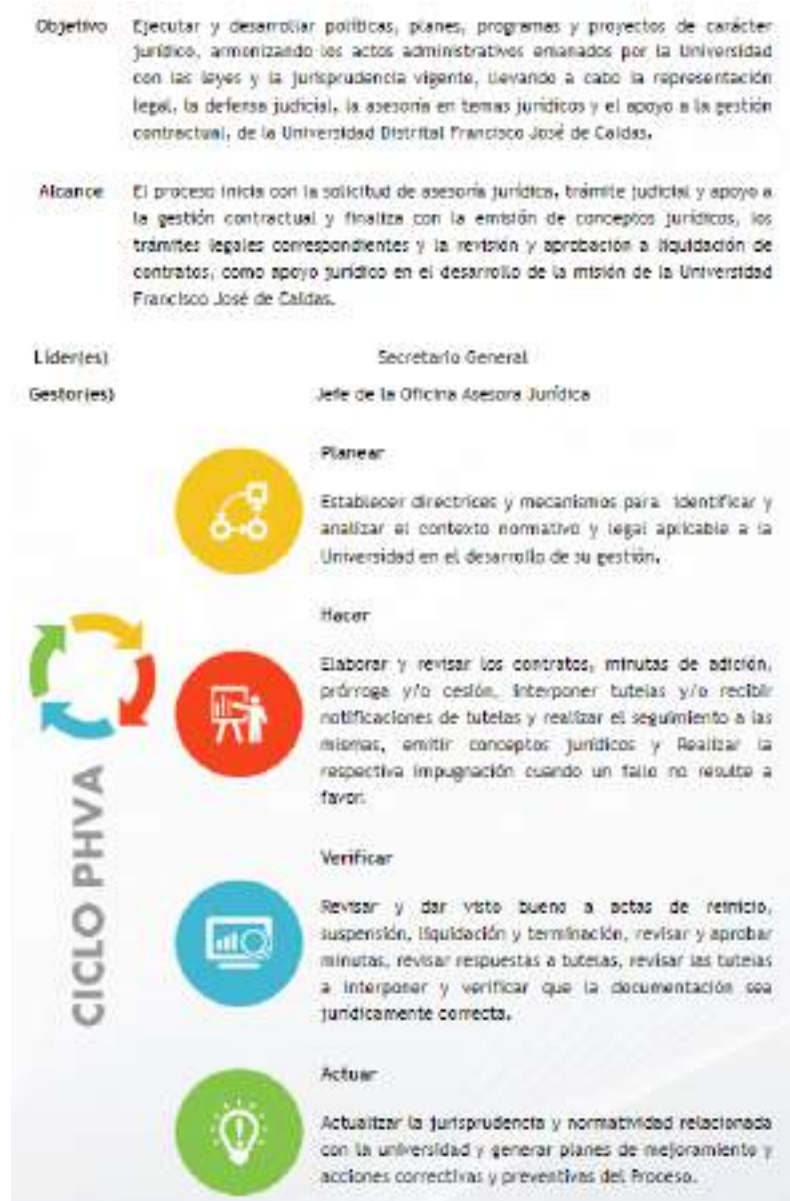 Objetivo Ejecutar y desarrollar políticas, planes, programas y proyectos de carácter
jurídico, armonizando los actos administrativos emanados por la Universidad
con las leyes y la jurisprudencia vigente, llevando a cabo la representación
legal, la defensa judicial, la asesoría en temas jurídicos y el apoyo a la gestión
contractual, de la Universidad Distrital Francisco José de Caldas.
Alcance El proceso inicia con la solicitud de asesoría jurídica, trámite judicial y apoyo a
la gestión contractual y finaliza con la emisión de conceptos jurídicos, los
trámites legales correspondientes y la revisión y aprobación a liquidación de
contratos, como apoyo jurídico en el desarrollo de la misión de la Universidad
Francisco José de Caldas.
Líder(es) Secretario General
Gestor(es) Jefe de la Oficina Asesora Jurídica
Planear
Establecer directrices y mecanismos para identificar y
analizar el contexto normativo y legal aplicable a la
Universidad en el desarrollo de su gestión.
Hacer
Elaborar y revisar los contratos, minutas de adición,
prórroga y/o cesión, interponer tutelas y/o recibir
notificaciones de tutelas y realizar el seguimiento a las
mismas, emitir conceptos jurídicos y Realizar la
respectiva impugnación cuando un fallo no resulte a
favor.
CICLO PHVA
Verificar
Revisar y dar visto bueno a actas de reinicio,
suspensión, liquidación y terminación, revisar y aprobar
minutas, revisar respuestas a tutelas, revisar las tutelas
a interponer y verificar que la documentación sea
jurídicamente correcta.
Actuar
Actualizar la jurisprudencia y normatividad relacionada
con la universidad y generar planes de mejoramiento y
acciones correctivas y preventivas del Proceso.